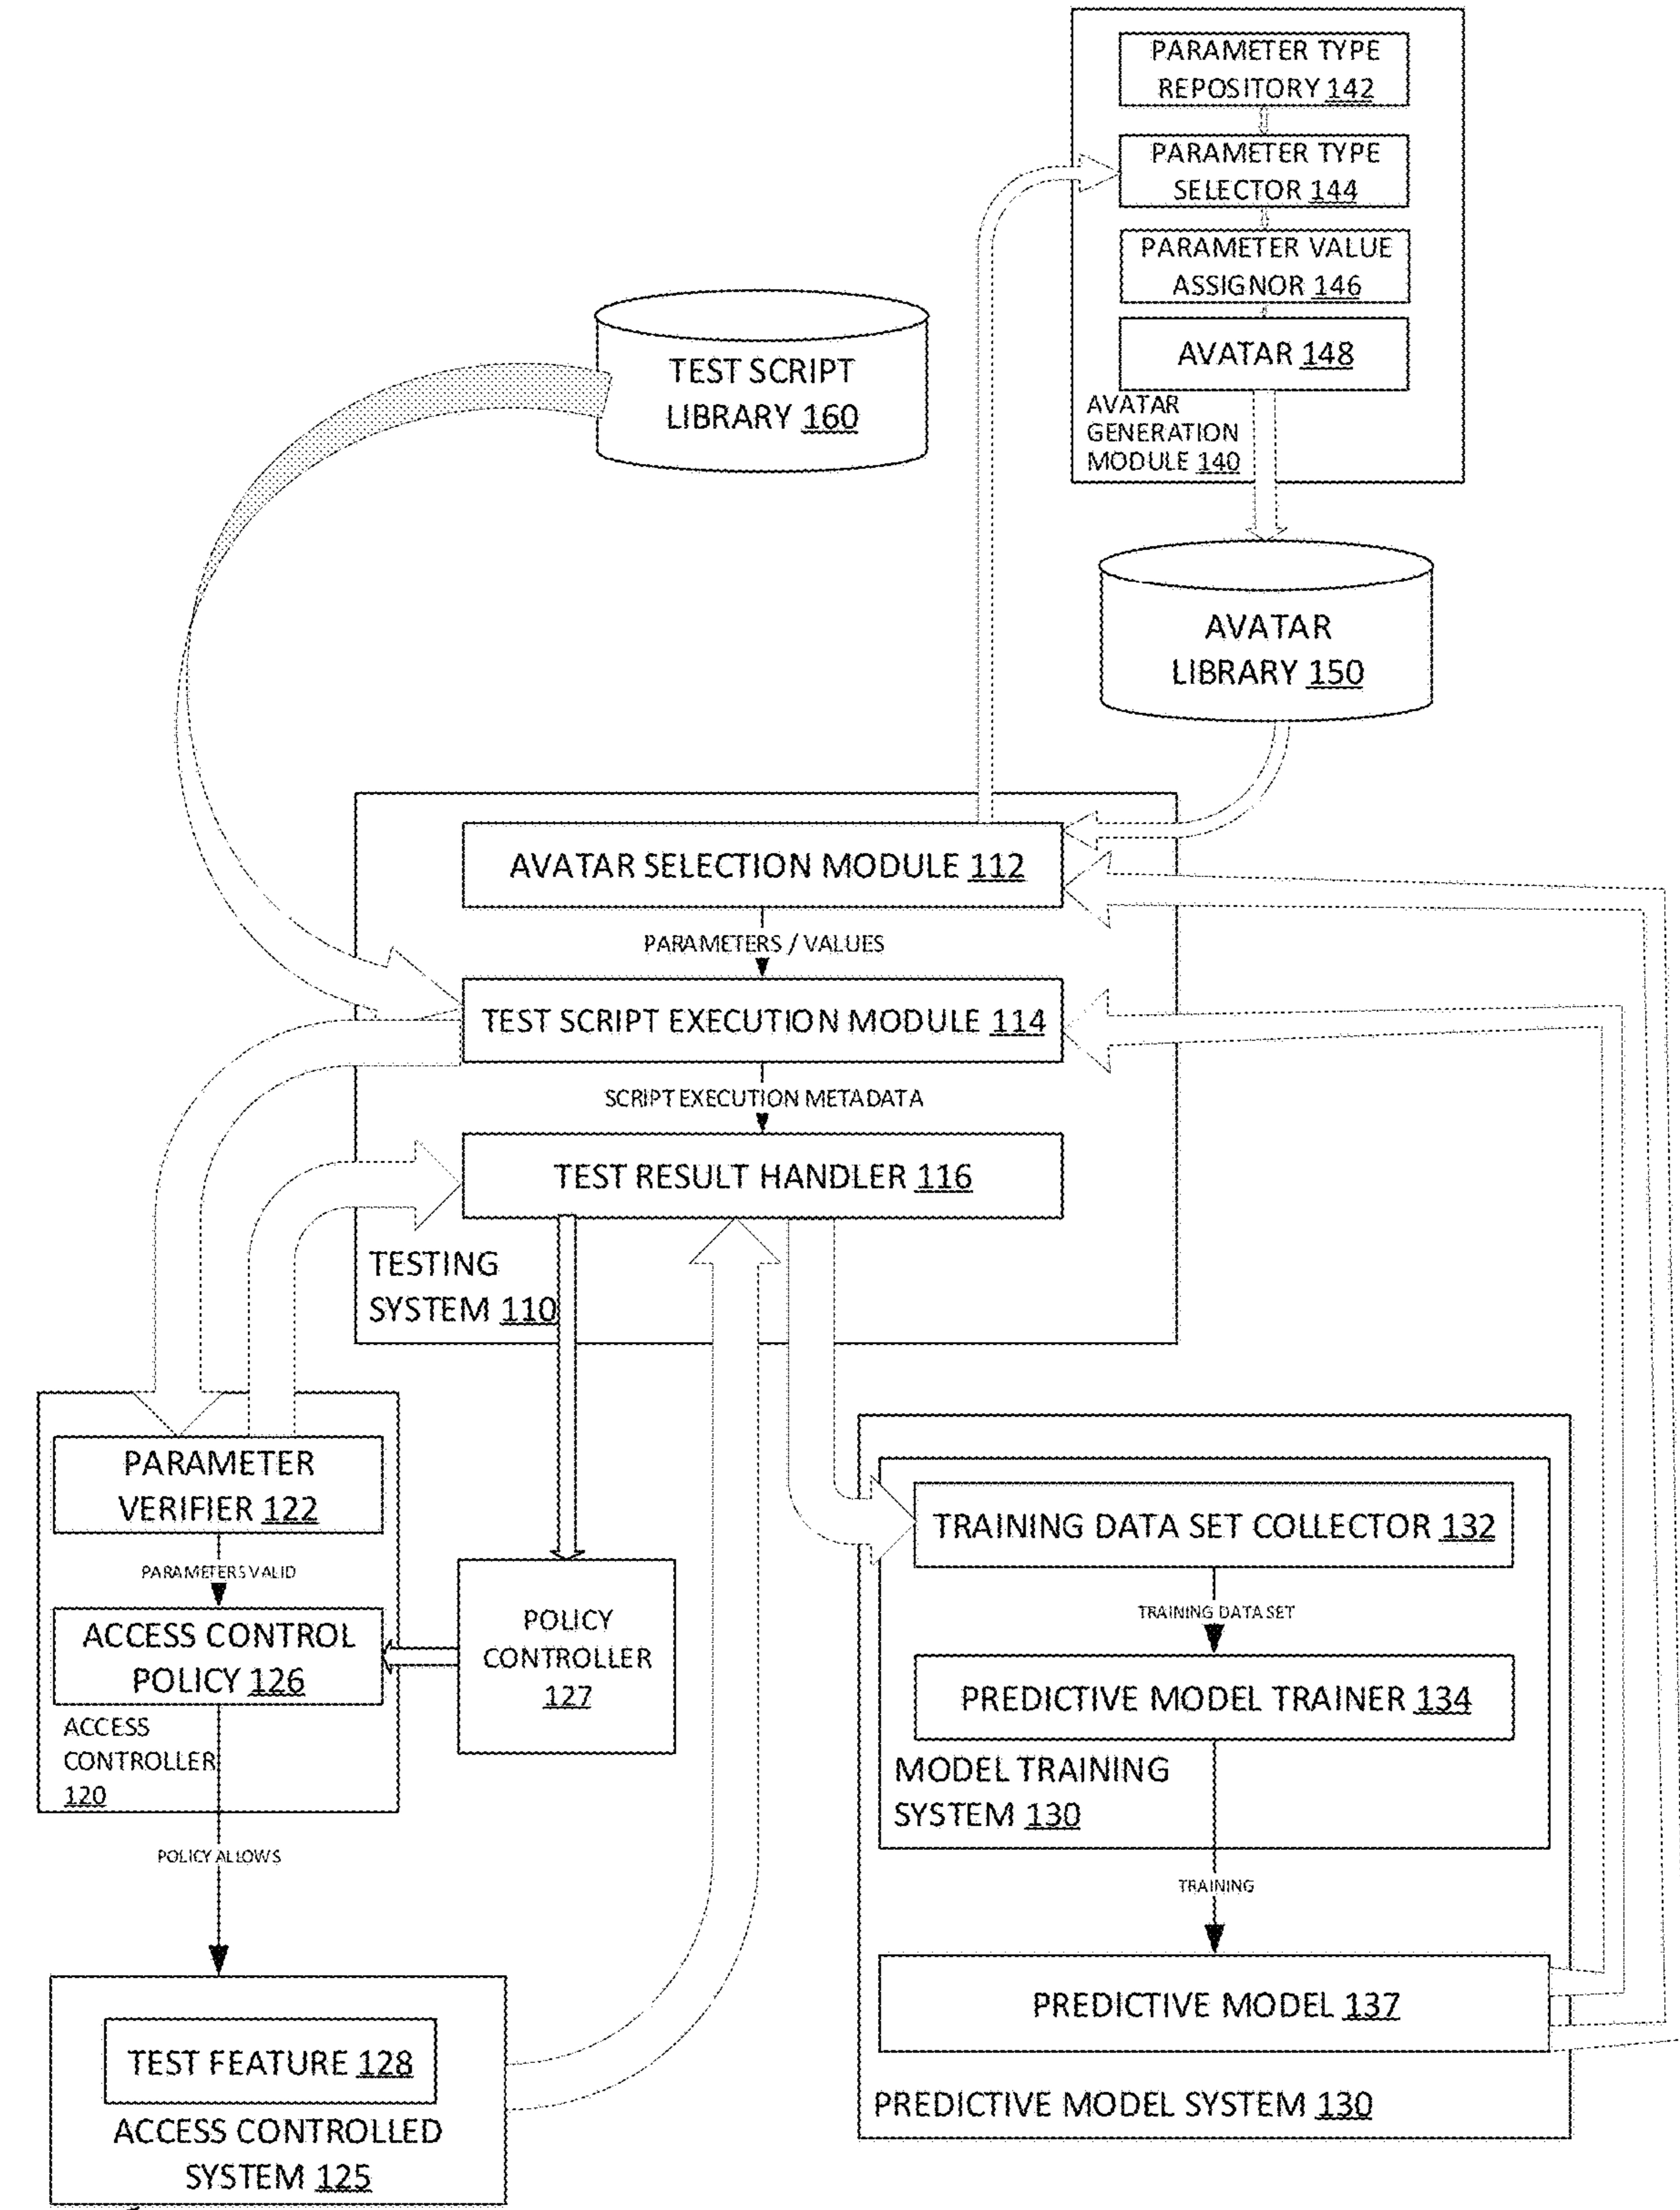 PARAMETER TYPE
REPOSITORY 142
PARAMETER TYPE
SELECTOR 144
PARAMETER VALUE
ASSIGNOR 146
AVATAR 148
AVATAR
GENERATION
MODULE 140
TEST SCRIPT
LIBRARY 160
AVATAR
LIBRARY 150
AVATAR SELECTION MODULE 112
PARAMETERS / VALUES
TEST SCRIPT EXECUTION MODULE 114
SCRIPT EXECUTION METADATA
TEST RESULT HANDLER 116
TESTING
SYSTEM 110
PARAMETER
VERIFIER 122
PARAMETERS VALID
ACCESS CONTROL
POLICY 126
ACCESS
CONTROLLER
120
POLICY
CONTROLLER
127
POLICY ALLOWS
TEST FEATURE 128
ACCESS CONTROLLED
SYSTEM 125
TRAINING DATA SET COLLECTOR 132
TRAINING DATA SET
PREDICTIVE MODEL TRAINER 134
MODEL TRAINING
SYSTEM 130
TRAINING
PREDICTIVE MODEL 137
PREDICTIVE MODEL SYSTEM 130